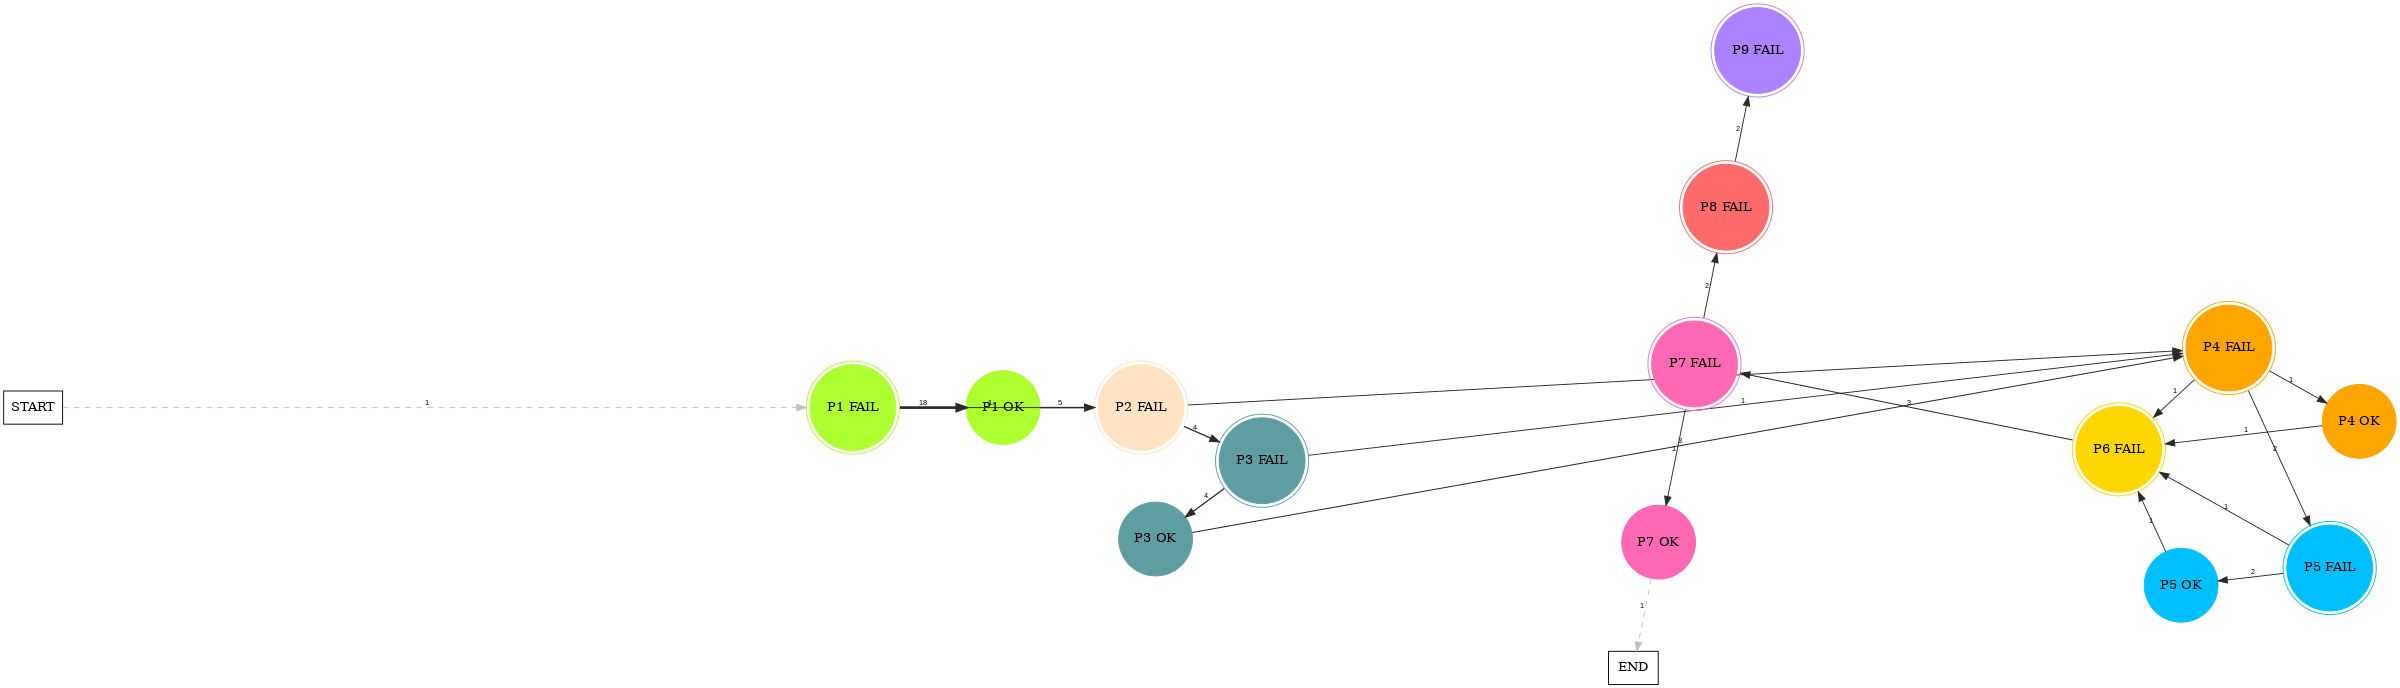 P9 FAIL
2
P8 FAIL
2
P7 FAIL
P4 FAIL
1
1
START
1
P1 FAIL
18
1
P1 OK
5
P2 FAIL
4
1
3
P4 OK
1
P6 FAIL
P3 FAIL
3
1
2
4
1
1
P3 OK
P7 OK
P5 FAIL
2
P5 OK
1
END